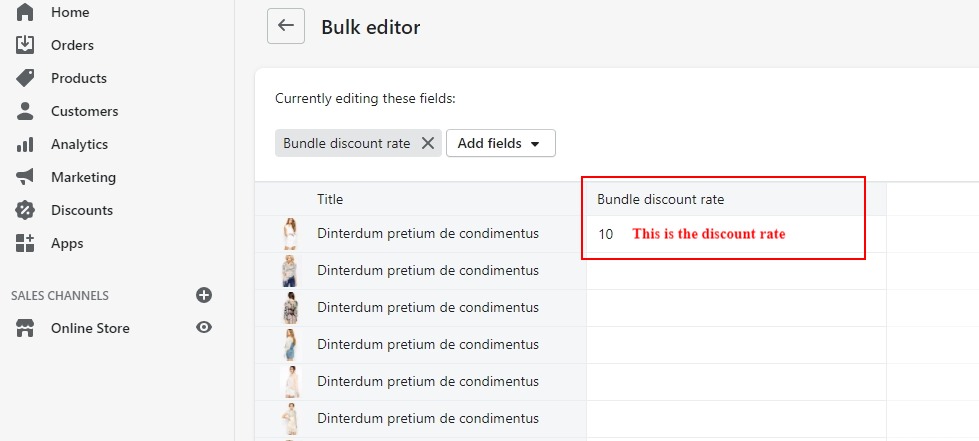 Home
Orders
Products
Customers
Analytics
Marketing
Discounts
Apps
SALES CHANNELS
Online Store
Bulk editor
Currently editing these fields:
Bundle discount rate
Add fields
Title
Bundle discount rate
Dinterdum pretium de condimentus
10 This is the discount rate
Dinterdum pretium de condimentus
Dinterdum pretium de condimentus
Dinterdum pretium de condimentus
Dinterdum pretium de condimentus
Dinterdum pretium de condimentus